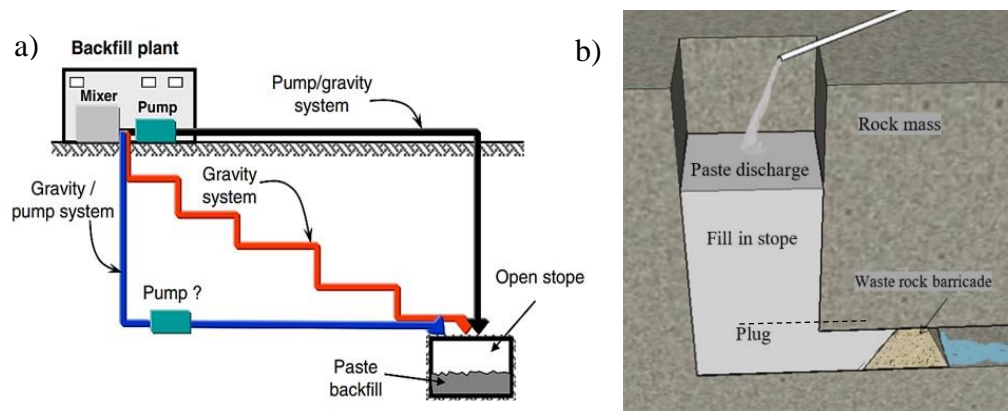 a)
Backfill plant
Mixer
Pump
Pump/gravity
system
Gravity /
pump system
Gravity
system
Pump ?
Open stope
Paste
backfill
b)
Rock mass
Paste discharge
Fill in stope
Waste rock barricade
Plug